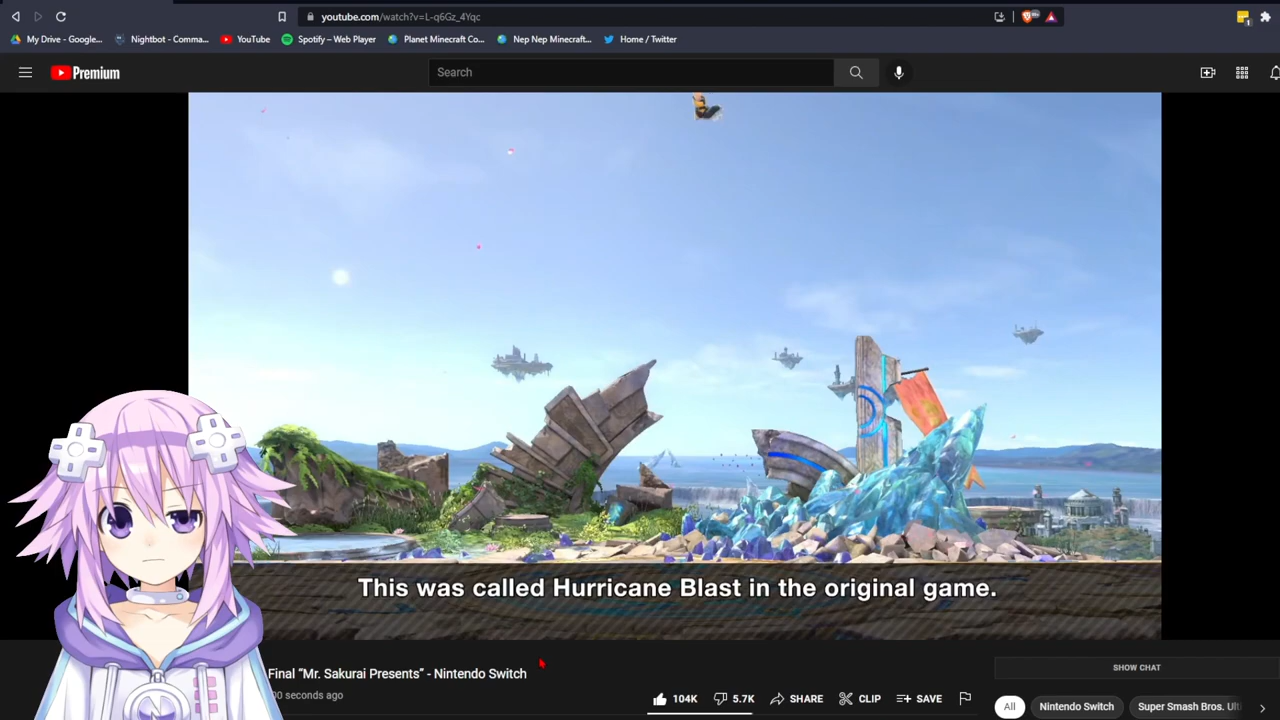 youtube.com/watch?v=L-q6Gz_4Yqc
My Drive - Google... Nightbot - Comma... YouTube Spotify – Web Player Planet Minecraft Co... Nep Nep Minecraft... Home / Twitter
Premium Search
This was called Hurricane Blast in the original game.
Final “Mr. Sakurai Presents” - Nintendo Switch
00 seconds ago
104K 5.7K SHARE CLIP SAVE
SHOW CHAT
All Nintendo Switch Super Smash Bros. Ulti